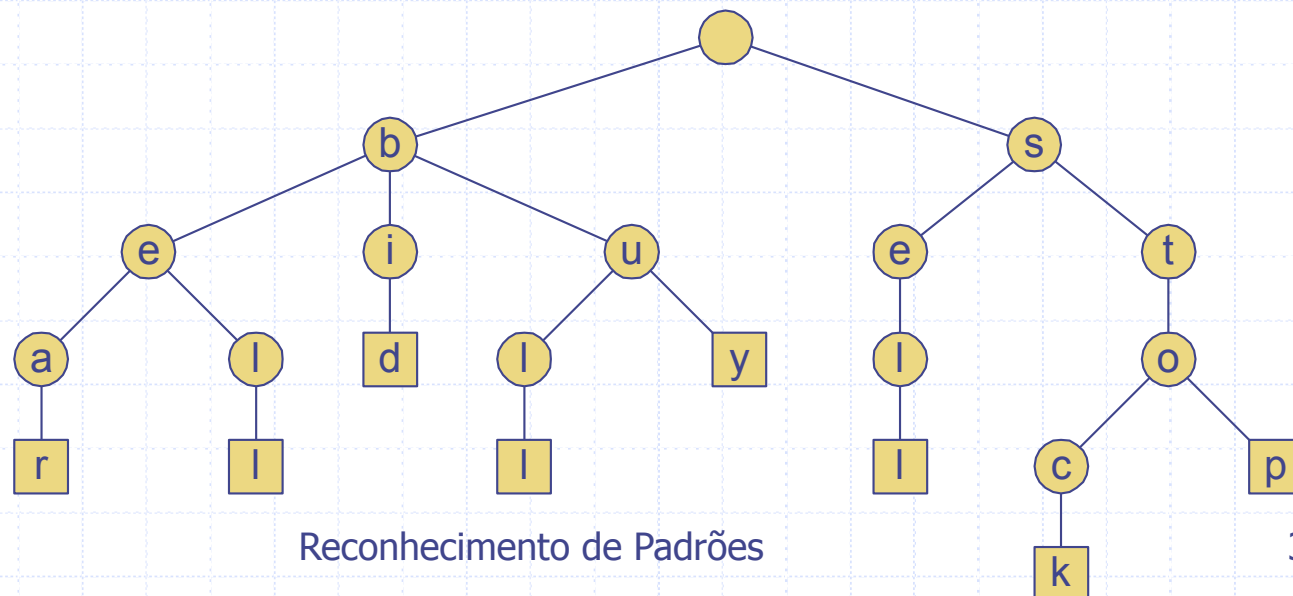 b s
e i u e t
a l d l y l o
r l l l c p
Reconhecimento de Padrões
k